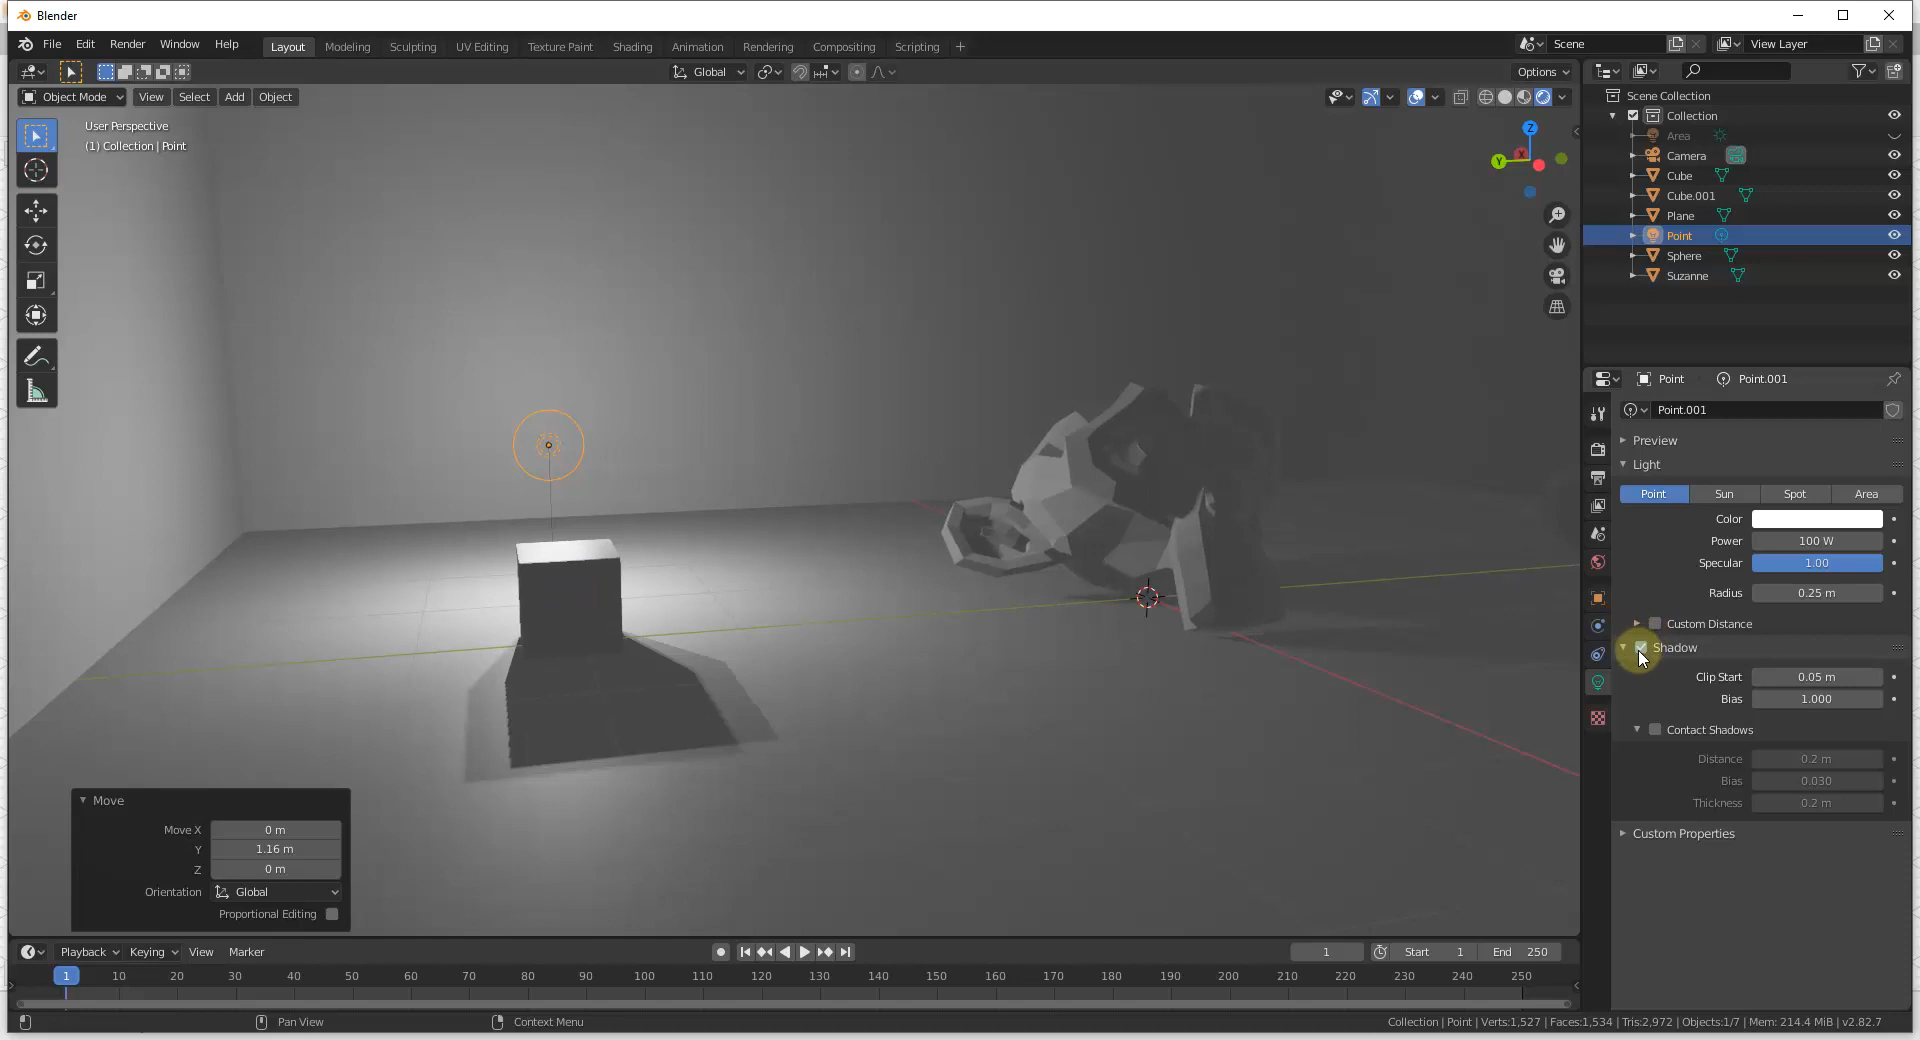 Blender
File Edit Render Window Help Layout Modeling Sculpting UV Editing Texture Paint Shading Animation Rendering Compositing Scripting + Scene View Layer
Global Options
Object Mode View Select Add Object
User Perspective
(1) Collection | Point
Z
Y
X
Scene Collection
Collection
Area
Camera
Cube
Cube.001
Plane
Point
Sphere
Suzanne
Point Point.001
Point.001
Preview
Light
Point Sun Spot Area
Color
Power 100 W
Specular 1.00
Radius 0.25 m
Custom Distance
Shadow
Clip Start 0.05 m
Bias 1.000
Contact Shadows
Distance 0.2 m
Bias 0.030
Thickness 0.2 m
Custom Properties
Move
Move X 0 m
Y 1.16 m
Z 0 m
Orientation Global
Proportional Editing
Playback Keying View Marker 1 Start 1 End 250
1 10 20 30 40 50 60 70 80 90 100 110 120 130 140 150 160 170 180 190 200 210 220 230 240 250
Pan View Context Menu Collection | Point | Verts:1,527 | Faces:1,534 | Tris:2,972 | Objects:1/7 | Mem: 214.4 MiB | v2.82.7